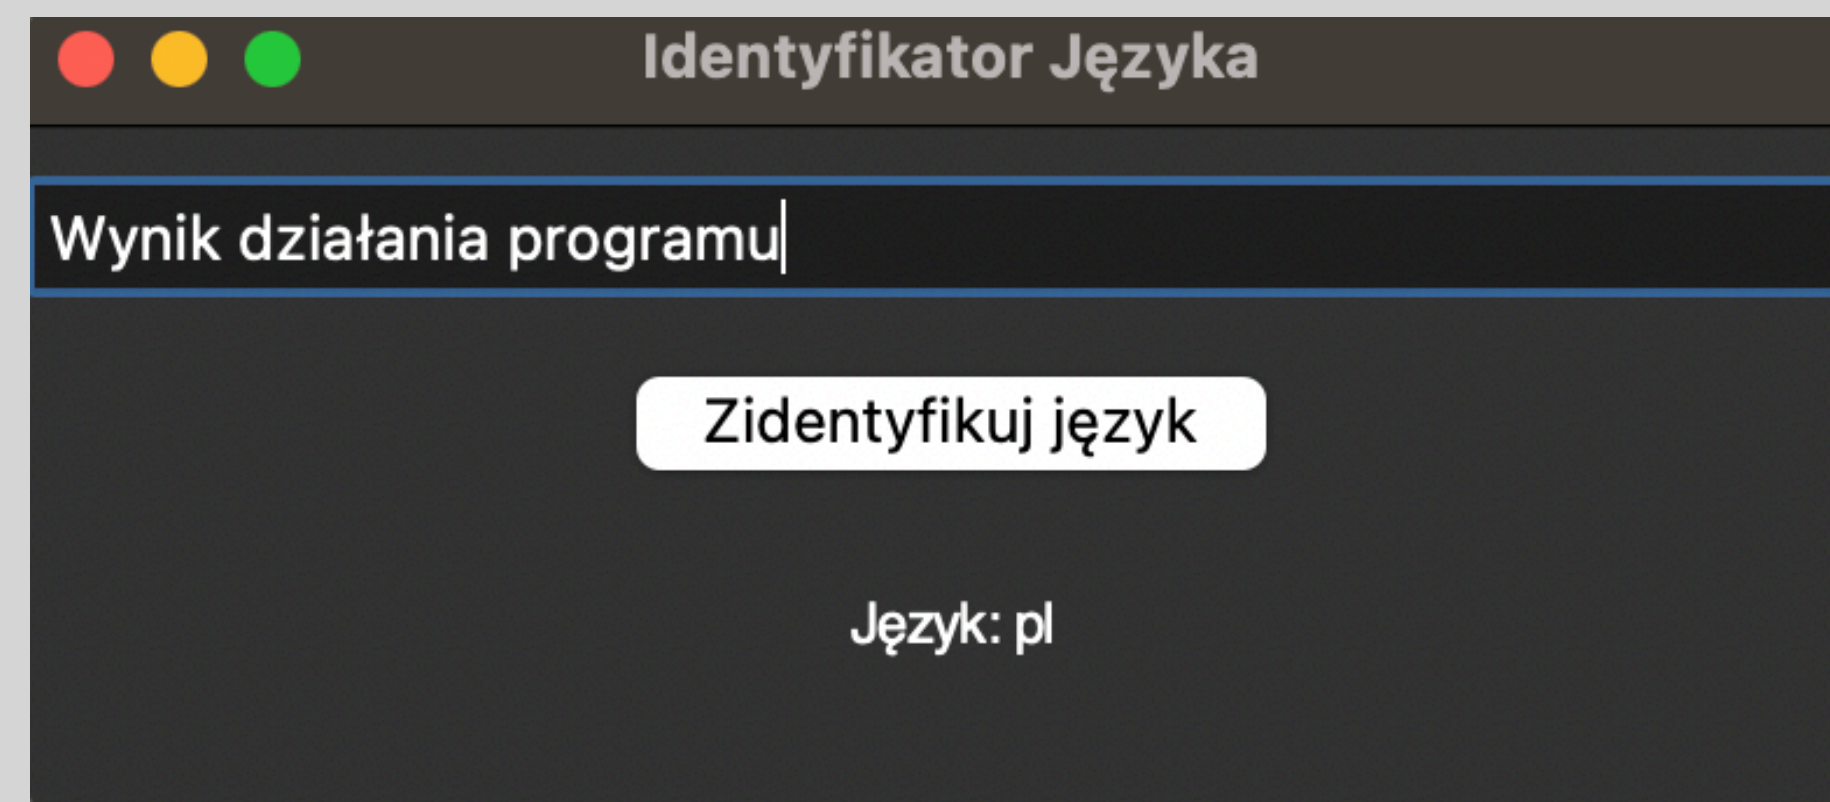 Identyfikator Języka
Wynik działania programu
Zidentyfikuj język
Język: pl